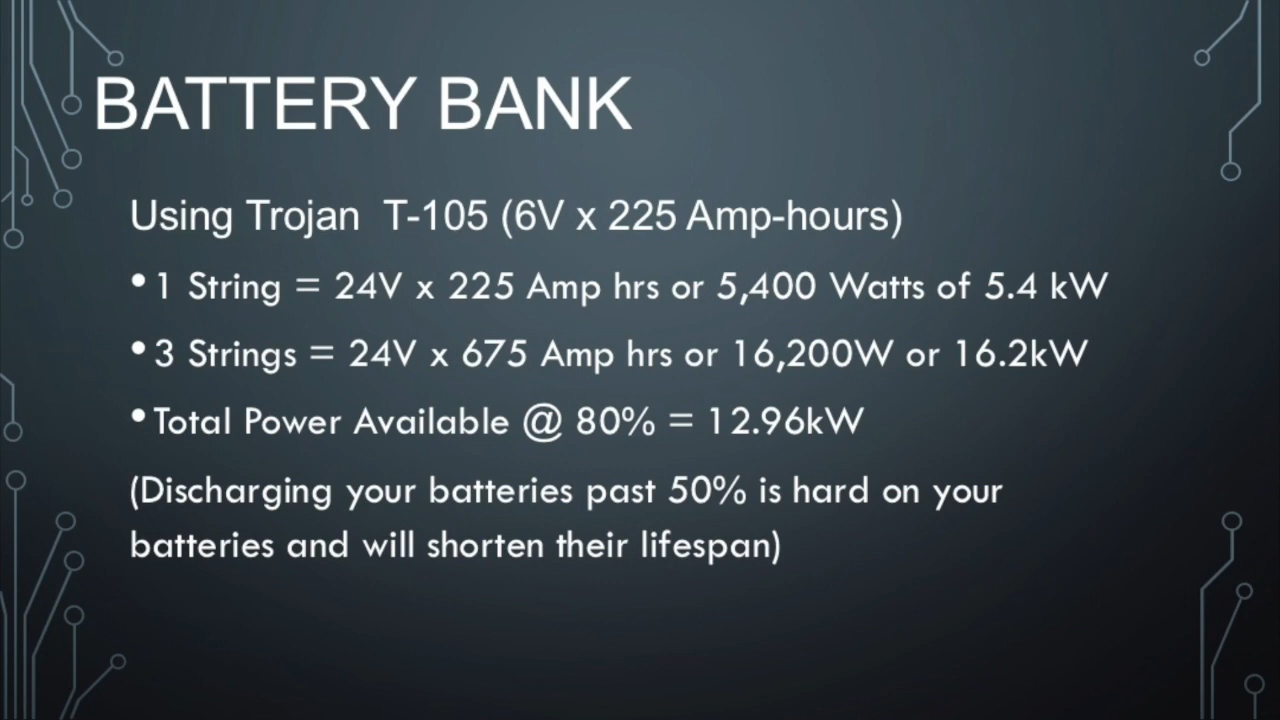 BATTERY BANK
Using Trojan T-105 (6V x 225 Amp-hours)
•1 String = 24V x 225 Amp hrs or 5,400 Watts of 5.4 kW
•3 Strings = 24V x 675 Amp hrs or 16,200W or 16.2kW
•Total Power Available @ 80% = 12.96kW
(Discharging your batteries past 50% is hard on your
batteries and will shorten their lifespan)